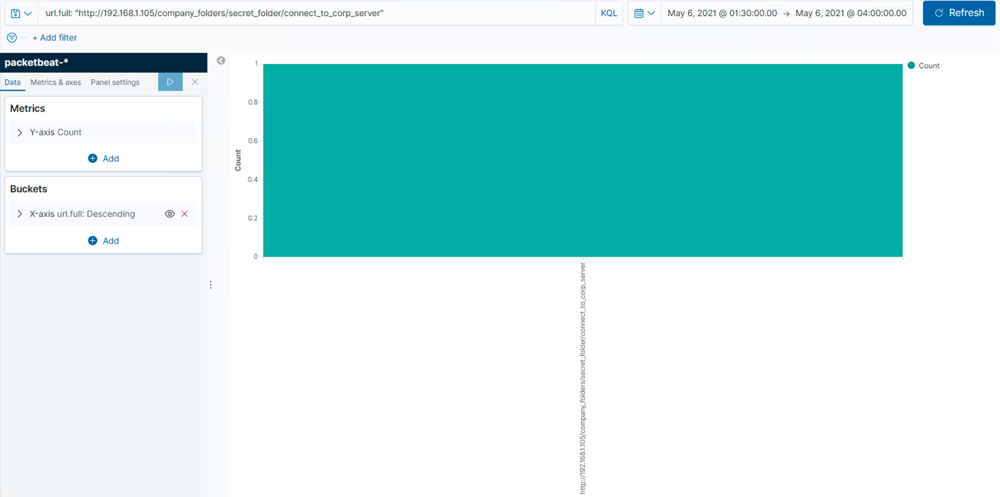 url.full: "http://192.168.1.105/company_folders/secret_folder/connect_to_corp_server"
KQL
May 6, 2021 @ 01:30:00.00 → May 6, 2021 @ 04:00:00.00
Refresh
+ Add filter
packetbeat-*
Data
Metrics & axes
Panel settings
Metrics
Y-axis Count
Add
Buckets
X-axis url.full: Descending
Add
1
0.8
0.6
0.4
0.2
0
Count
http://192.168.1.105/company_folders/secret_folder/connect_to_corp_server
Count